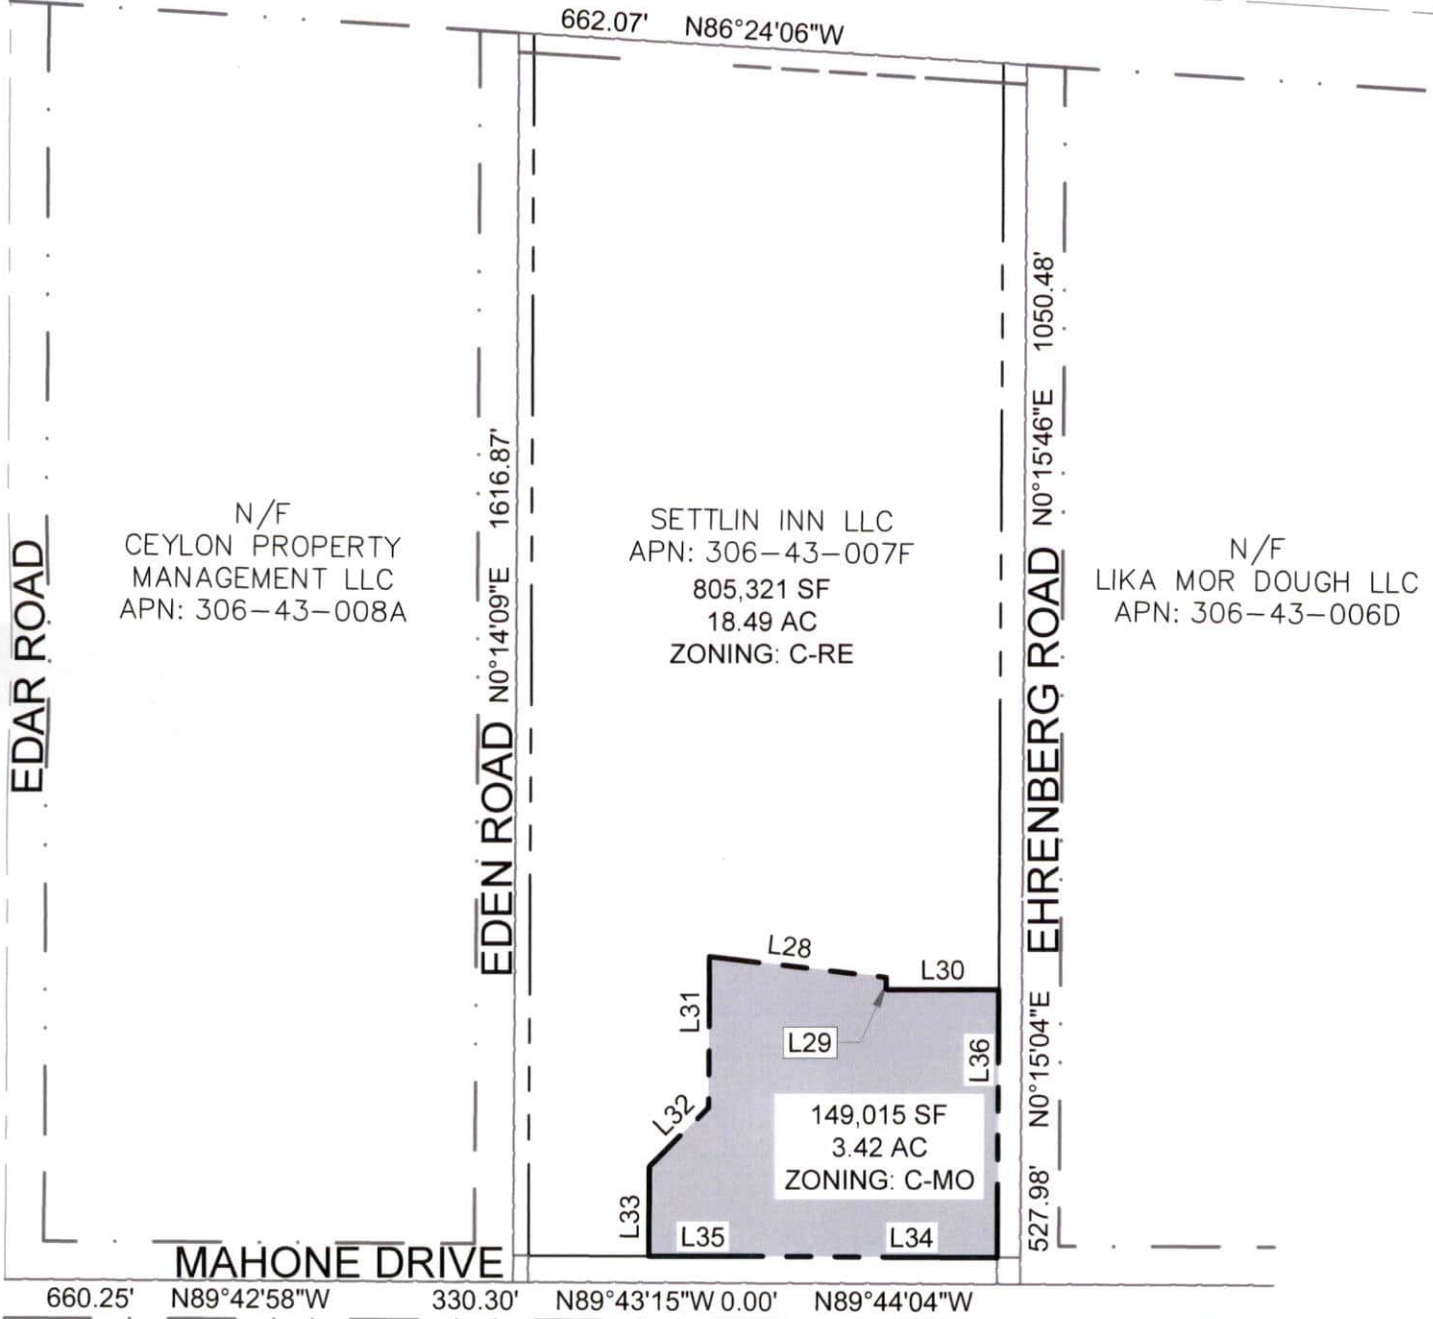 662.07' N86°24'06"W
EDAR ROAD
N/F
CEYLON PROPERTY
MANAGEMENT LLC
APN: 306-43-008A
EDEN ROAD N0°14'09"E 1616.87'
SETTLIN INN LLC
APN: 306-43-007F
805,321 SF
18.49 AC
ZONING: C-RE
EHRENBERG ROAD N0°15'46"E 1050.48'
N/F
LIKA MOR DOUGH LLC
APN: 306-43-006D
L28
L30
L31
L29
L36
L32
149,015 SF
3.42 AC
ZONING: C-MO
527.98' N0°15'04"E
L33
L35
L34
MAHONE DRIVE
660.25' N89°42'58"W 330.30' N89°43'15"W 0.00' N89°44'04"W